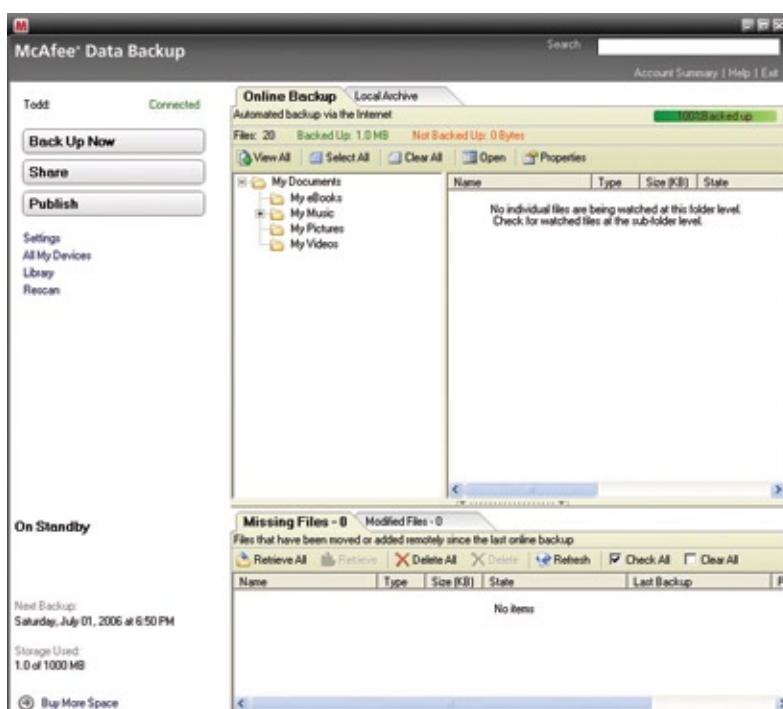 McAfee® Data Backup
Search
Account Summary | Help | Exit
Todd: Connected
Back Up Now
Share
Publish
Settings
All My Devices
Library
Rescan
On Standby
Next Backup:
Saturday, July 01, 2006 at 6:50 PM
Storage Used:
1.0 of 1000 MB
Buy More Space
Online Backup Local Archive
Automated backup via the Internet 100% Backed up
Files: 20 Backed Up: 1.0 MB Not Backed Up: 0 Bytes
View All Select All Clear All Open Properties
My Documents
My eBooks
My Music
My Pictures
My Videos
Name Type Size (KB) State
No individual files are being watched at this folder level.
Check for watched files at the sub-folder level.
Missing Files - 0 Modified Files - 0
Files that have been moved or added remotely since the last online backup
Retrieve All Retrieve Delete All Delete Refresh Check All Clear All
Name Type Size (KB) State Last Backup
No items